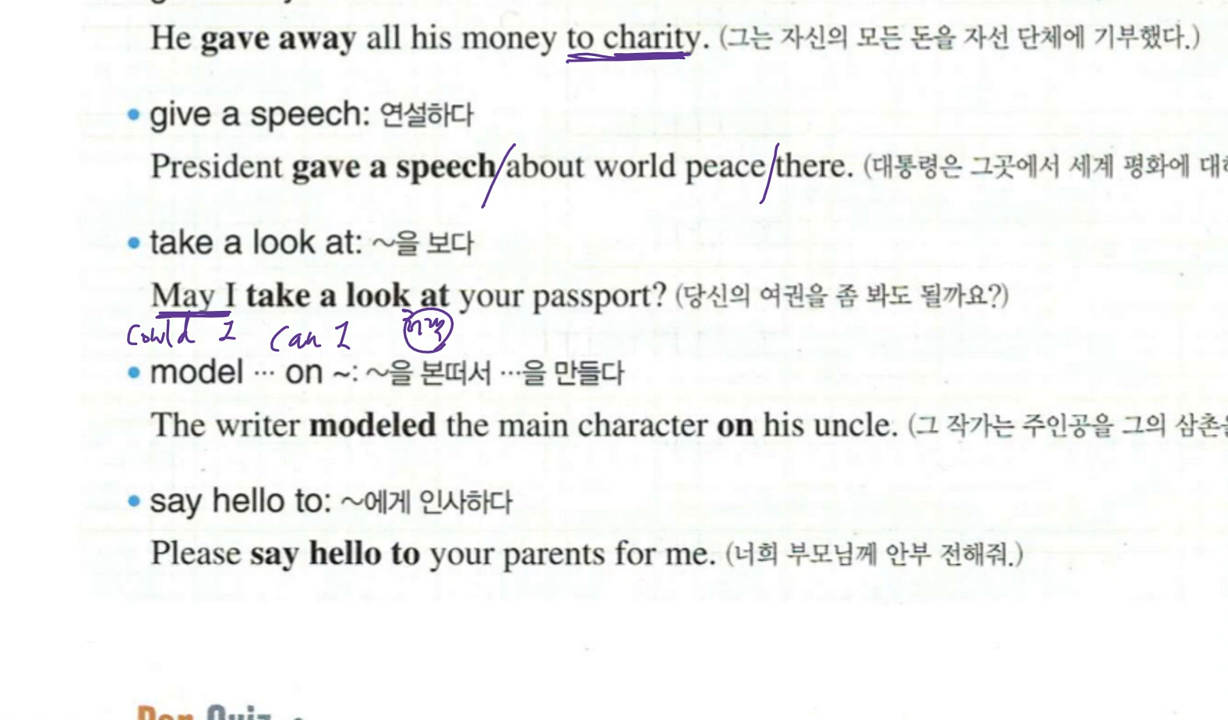 He gave away all his money to charity. (그는 자신의 모든 돈을 자선 단체에 기부했다.)
• give a speech: 연설하다
President gave a speech/about world peace/there. (대통령은 그곳에서 세계 평화에 대
• take a look at: ~을 보다
May I take a look at your passport? (당신의 여권을 좀 봐도 될까요?)
Could I Can I
• model … on ~: ~을 본떠서 …을 만들다
The writer modeled the main character on his uncle. (그 작가는 주인공을 그의 삼촌
• say hello to: ~에게 인사하다
Please say hello to your parents for me. (너희 부모님께 안부 전해줘.)